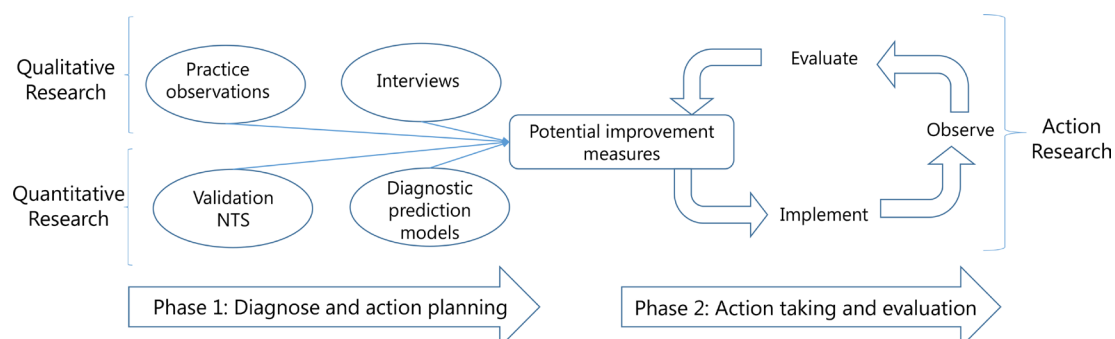 Qualitative
Research
Practice
observations
Interviews
Quantitative
Research
Validation
NTS
Diagnostic
prediction
models
Potential improvement
measures
Evaluate
Observe
Implement
Action
Research
Phase 1: Diagnose and action planning
Phase 2: Action taking and evaluation